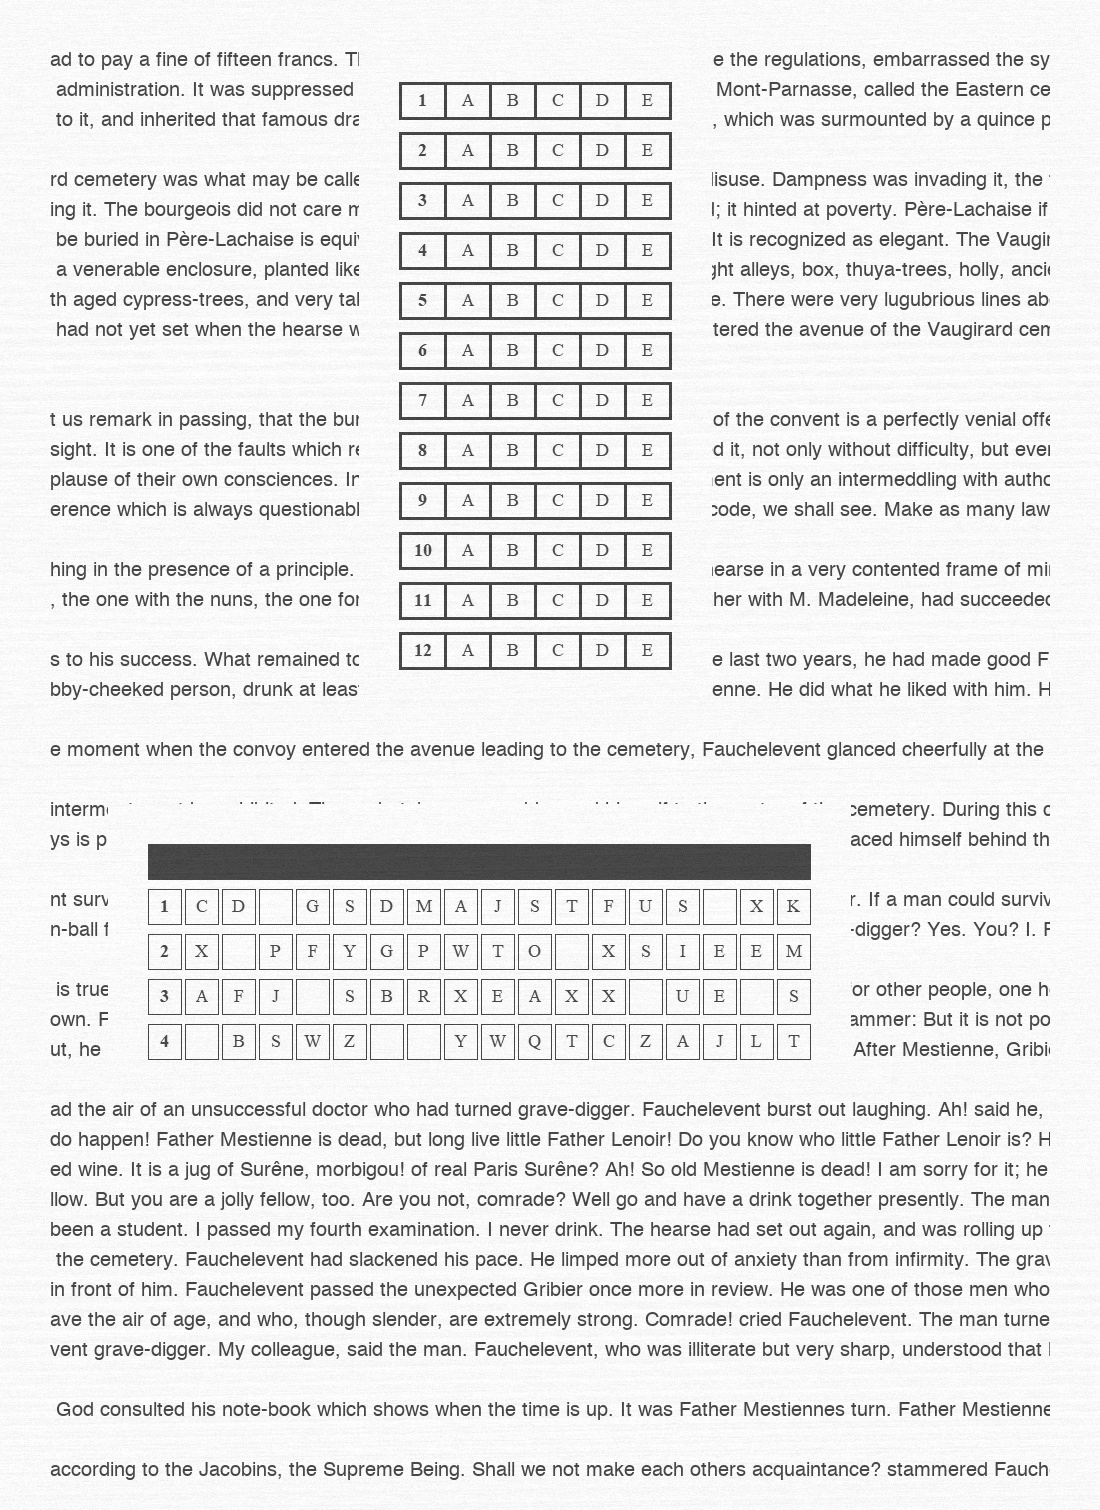 ad to pay a fine of fifteen francs. e the regulations, embarrassed the sy
administration. It was suppressed Mont-Parnasse, called the Eastern ce
to it, and inherited that famous dra , which was surmounted by a quince p
rd cemetery was what may be calle disuse. Dampness was invading it, the
ing it. The bourgeois did not care m ; it hinted at poverty. Père-Lachaise if
be buried in Père-Lachaise is equiv It is recognized as elegant. The Vaugir
a venerable enclosure, planted like ght alleys, box, thuya-trees, holly, ancie
th aged cypress-trees, and very tal e. There were very lugubrious lines abo
had not yet set when the hearse w tered the avenue of the Vaugirard cem
t us remark in passing, that the bur of the convent is a perfectly venial offe
sight. It is one of the faults which re d it, not only without difficulty, but ever
plause of their own consciences. In ment is only an intermeddling with autho
erence which is always questionabl code, we shall see. Make as many law
hing in the presence of a principle. hearse in a very contented frame of min
, the one with the nuns, the one for her with M. Madeleine, had succeeded
s to his success. What remained to e last two years, he had made good F
bby-cheeked person, drunk at least enne. He did what he liked with him. H
1 A B C D E
2 A B C D E
3 A B C D E
4 A B C D E
5 A B C D E
6 A B C D E
7 A B C D E
8 A B C D E
9 A B C D E
10 A B C D E
11 A B C D E
12 A B C D E
e moment when the convoy entered the avenue leading to the cemetery, Fauchelevent glanced cheerfully at the
interme cemetery. During this c
ys is p aced himself behind th
nt surv r. If a man could surviv
n-ball f -digger? Yes. You? I. F
is true or other people, one h
own. F ammer: But it is not po
ut, he After Mestienne, Gribi
1 C D G S D M A J S T F U S X K
2 X P F Y G P W T O X S I E E M
3 A F J S B R X E A X X U E S
4 B S W Z Y W Q T C Z A J L T
ad the air of an unsuccessful doctor who had turned grave-digger. Fauchelevent burst out laughing. Ah! said he,
do happen! Father Mestienne is dead, but long live little Father Lenoir! Do you know who little Father Lenoir is? H
ed wine. It is a jug of Surêne, morbigou! of real Paris Surêne? Ah! So old Mestienne is dead! I am sorry for it; he
llow. But you are a jolly fellow, too. Are you not, comrade? Well go and have a drink together presently. The man
been a student. I passed my fourth examination. I never drink. The hearse had set out again, and was rolling up
the cemetery. Fauchelevent had slackened his pace. He limped more out of anxiety than from infirmity. The grav
in front of him. Fauchelevent passed the unexpected Gribier once more in review. He was one of those men who
ave the air of age, and who, though slender, are extremely strong. Comrade! cried Fauchelevent. The man turne
vent grave-digger. My colleague, said the man. Fauchelevent, who was illiterate but very sharp, understood that
God consulted his note-book which shows when the time is up. It was Father Mestiennes turn. Father Mestienne
according to the Jacobins, the Supreme Being. Shall we not make each others acquaintance? stammered Fauch